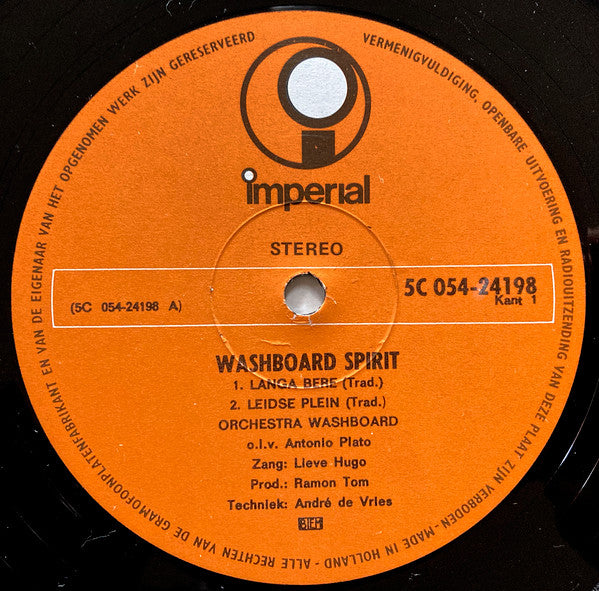 imperial
STEREO
(5C 054-24198 A)
5C 054-24198
Kant 1
WASHBOARD SPIRIT
1. LANGA BEBE (Trad.)
2. LEIDSE PLEIN (Trad.)
ORCHESTRA WASHBOARD
o.l.v. Antonio Plato
Zang: Lieve Hugo
Prod.: Ramon Tom
Techniek: André de Vries
BIEM
ALLE RECHTEN VAN DE GRAMOFOONPLATENFABRIKANT EN VAN DE EIGENAAR VAN HET OPGENOMEN WERK ZIJN GERESERVEERD
VERMENIGVULDIGING, OPENBARE UITVOERING EN RADIOUITZENDING VAN DEZE PLAAT ZIJN VERBODEN - MADE IN HOLLAND -